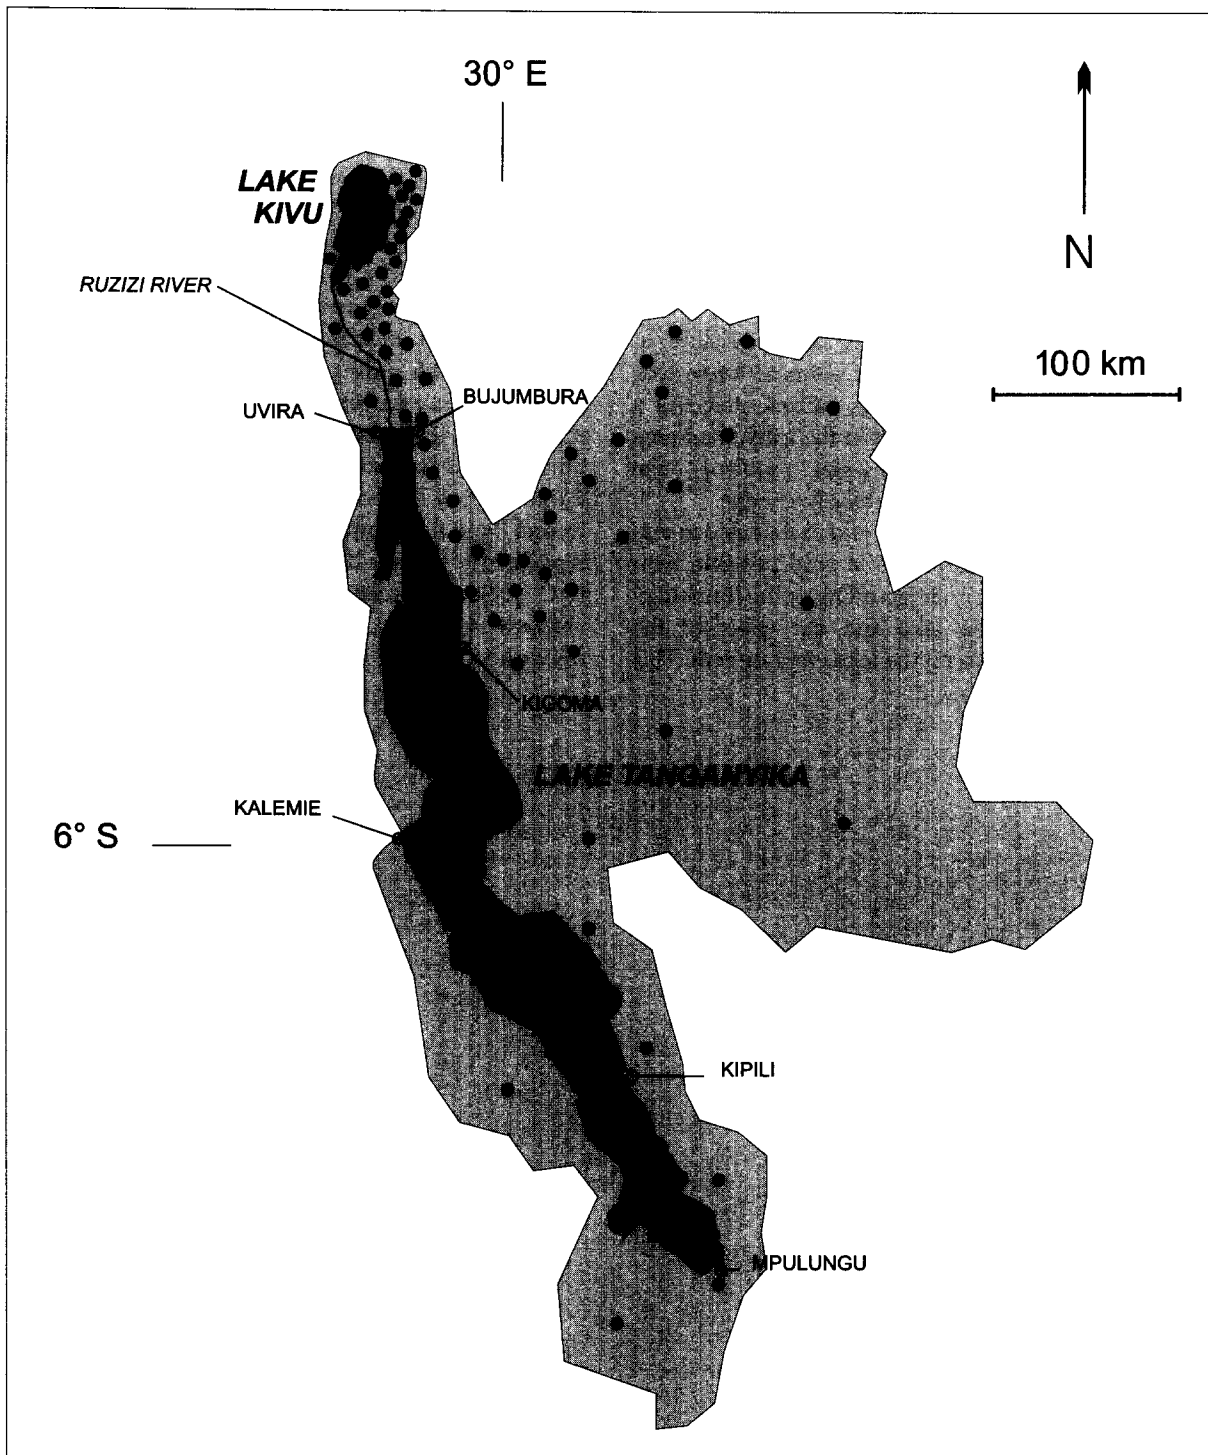 30° E
LAKE
KIVU
N
RUZIZI RIVER
100 km
UVIRA
BUJUMBURA
KIGOMA
LAKE TANGANYIKA
KALEMIE
6° S
KIPILI
MPULUNGU